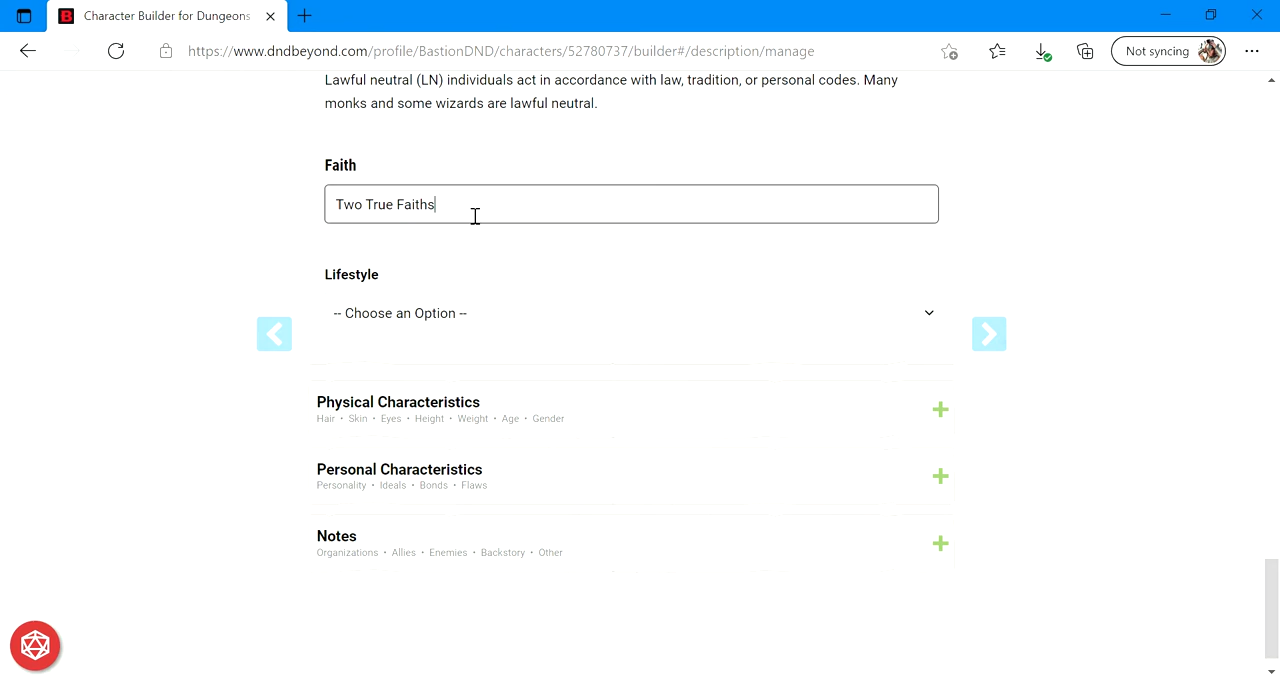 Character Builder for Dungeons
https://www.dndbeyond.com/profile/BastionDND/characters/52780737/builder#/description/manage
Not syncing
Lawful neutral (LN) individuals act in accordance with law, tradition, or personal codes. Many
monks and some wizards are lawful neutral.
Faith
Two True Faiths
Lifestyle
-- Choose an Option --
Physical Characteristics
Hair • Skin • Eyes • Height • Weight • Age • Gender
Personal Characteristics
Personality • Ideals • Bonds • Flaws
Notes
Organizations • Allies • Enemies • Backstory • Other